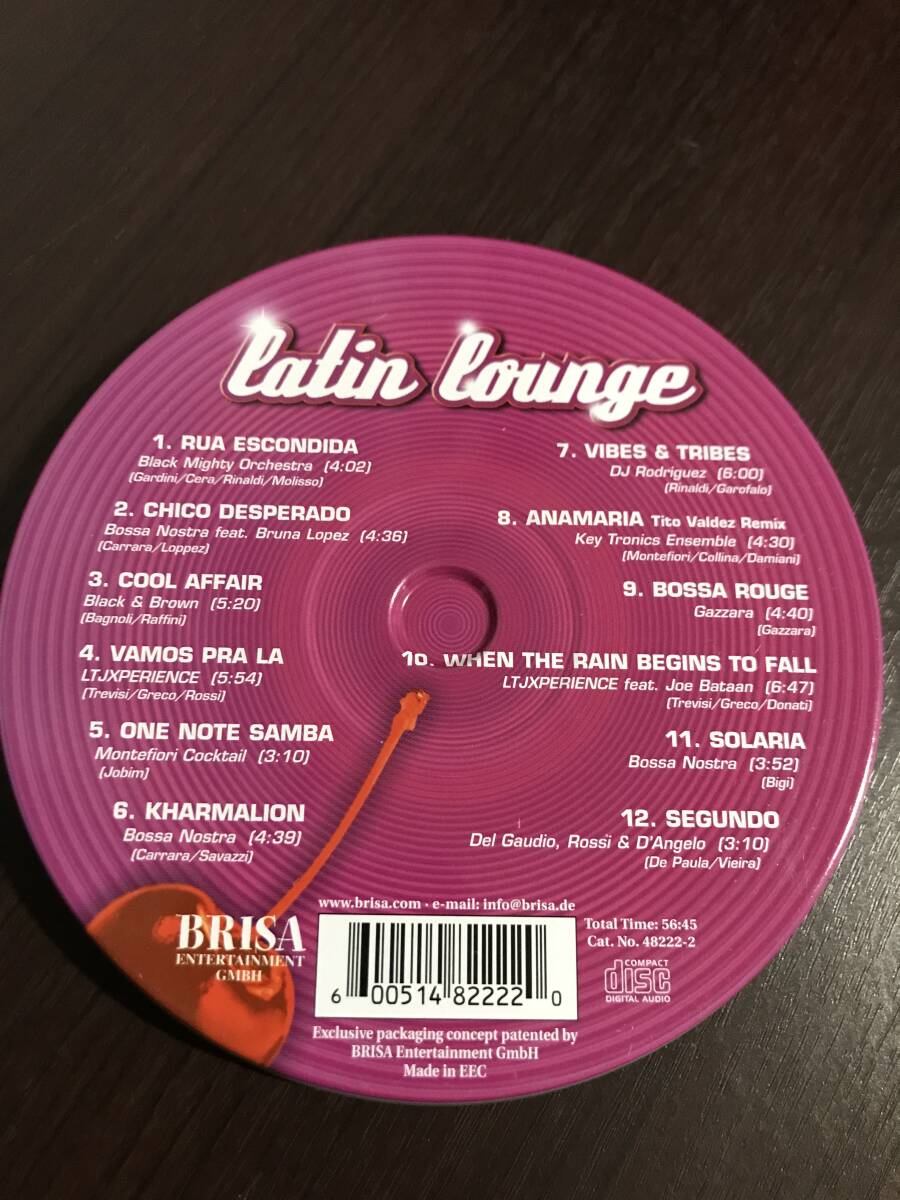 latin lounge
1. RUA ESCONDIDA
Black Mighty Orchestra (4:02)
(Gardini/Cera/Rinaldi/Molisso)
2. CHICO DESPERADO
Bossa Nostra feat. Bruna Lopez (4:36)
(Carrara/Loppez)
3. COOL AFFAIR
Black & Brown (5:20)
(Bagnoli/Raffini)
4. VAMOS PRA LA
LTJXPERIENCE (5:54)
(Trevisi/Greco/Rossi)
5. ONE NOTE SAMBA
Montefiori Cocktail (3:10)
(Jobim)
6. KHARMALION
Bossa Nostra (4:39)
(Carrara/Savazzi)
7. VIBES & TRIBES
DJ Rodriguez (6:00)
(Rinaldi/Garofalo)
8. ANAMARIA Tito Valdez Remix
Key Tronics Ensemble (4:30)
(Montefiori/Collina/Damiani)
9. BOSSA ROUGE
Gazzara (4:40)
(Gazzara)
10. WHEN THE RAIN BEGINS TO FALL
LTJXPERIENCE feat. Joe Bataan (6:47)
(Trevisi/Greco/Donati)
11. SOLARIA
Bossa Nostra (3:52)
(Bigi)
12. SEGUNDO
Del Gaudio, Rossi & D'Angelo (3:10)
(De Paula/Vieira)
BRISA
ENTERTAINMENT
GMBH
www.brisa.com · e-mail: info@brisa.de
6 00514 82222 0
Total Time: 56:45
Cat. No. 48222-2
COMPACT
disc
DIGITAL AUDIO
Exclusive packaging concept patented by
BRISA Entertainment GmbH
Made in EEC